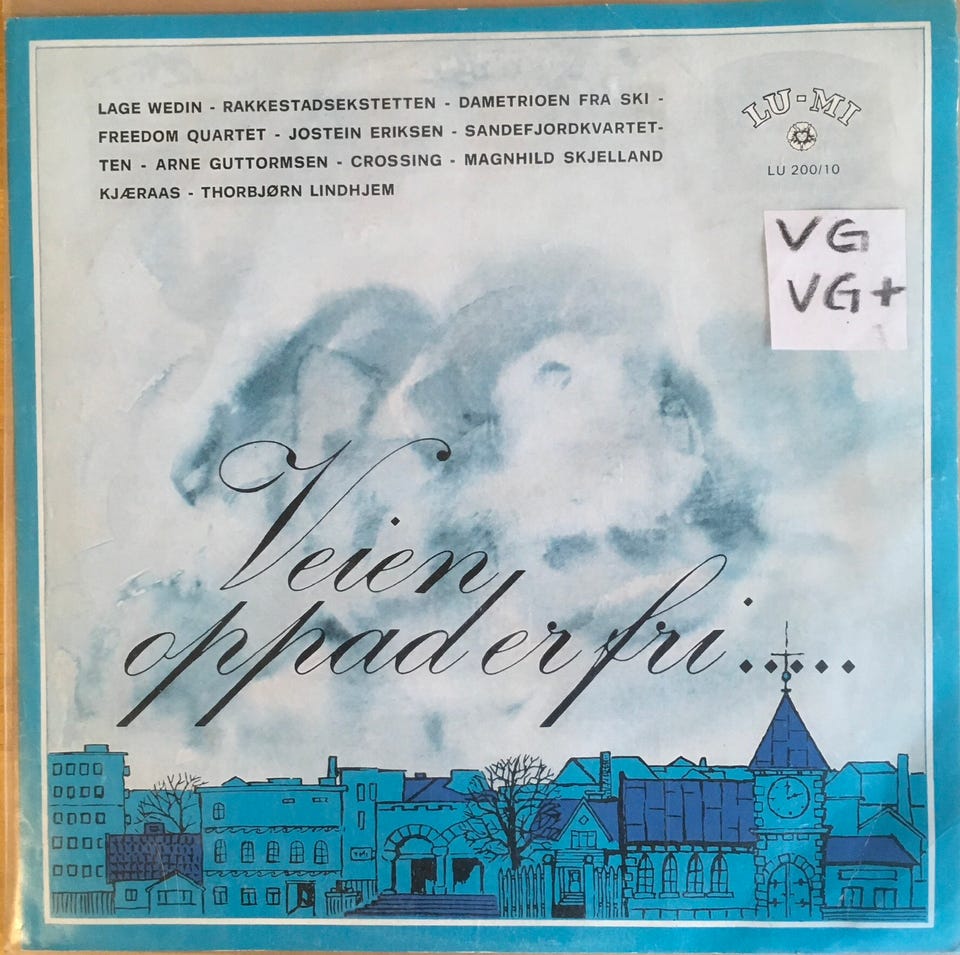 LAGE WEDIN - RAKKESTADSEKSTETTEN - DAMETRIOEN FRA SKI -
FREEDOM QUARTET - JOSTEIN ERIKSEN - SANDEFJORDKVARTET-
TEN - ARNE GUTTORMSEN - CROSSING - MAGNHILD SKJELLAND
KJÆRAAS - THORBJØRN LINDHJEM
LU-MI
LU 200/10
VG
VG+
Veien
oppad er fri.....